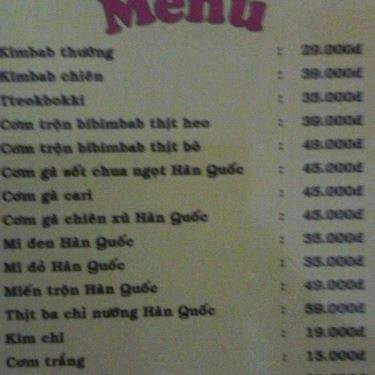 Menu
Kimbab thường : 29.000đ
Kimbab chiên : 39.000đ
Tteokbokki : 35.000đ
Cơm trộn bibimbab thịt heo : 39.000đ
Cơm trộn bibimbab thịt bò : 49.000đ
Cơm gà sốt chua ngọt Hàn Quốc : 45.000đ
Cơm gà cari : 45.000đ
Cơm gà chiên xù Hàn Quốc : 45.000đ
Mì đen Hàn Quốc : 35.000đ
Mì đỏ Hàn Quốc : 35.000đ
Miến trộn Hàn Quốc : 49.000đ
Thịt ba chỉ nướng Hàn Quốc : 59.000đ
Kim chi : 19.000đ
Cơm trắng : 15.000đ